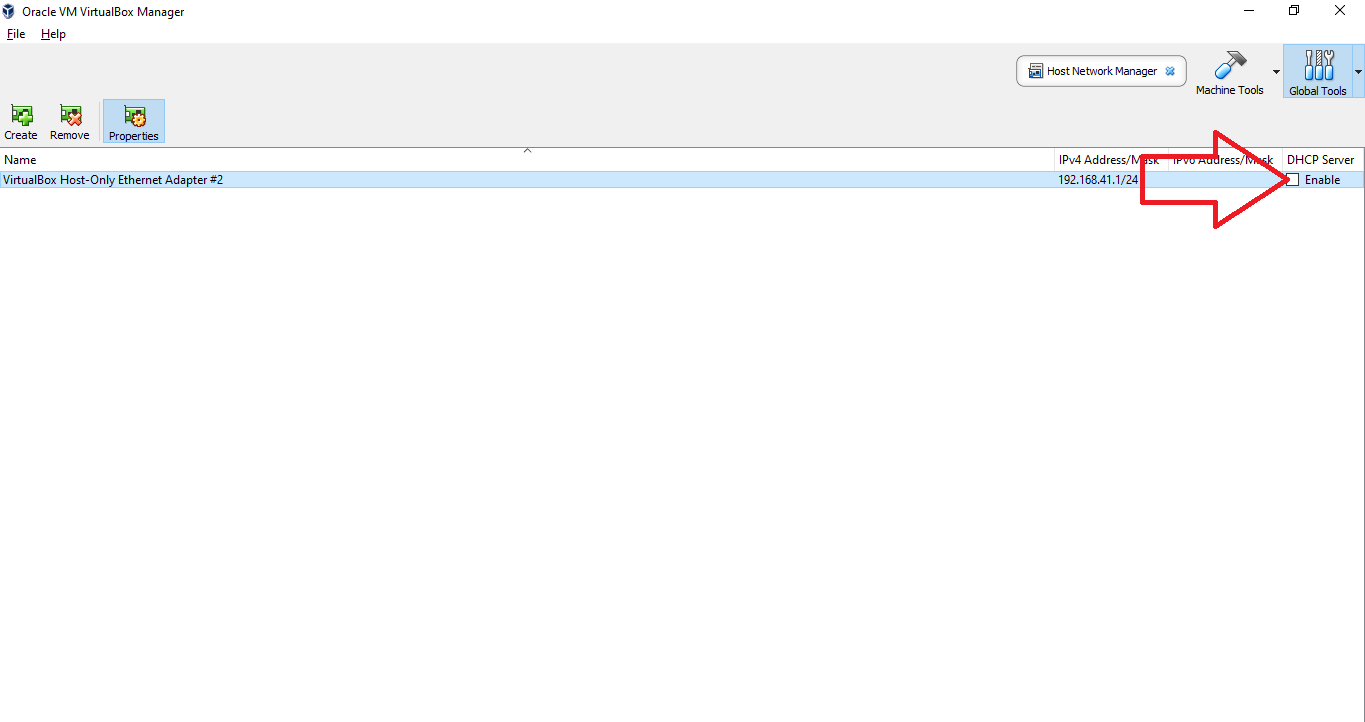 Oracle VM VirtualBox Manager
File Help
Host Network Manager
Machine Tools
Global Tools
Create Remove Properties
Name IPv4 Address/Mask IPv6 Address/Mask DHCP Server
VirtualBox Host-Only Ethernet Adapter #2 192.168.41.1/24 Enable